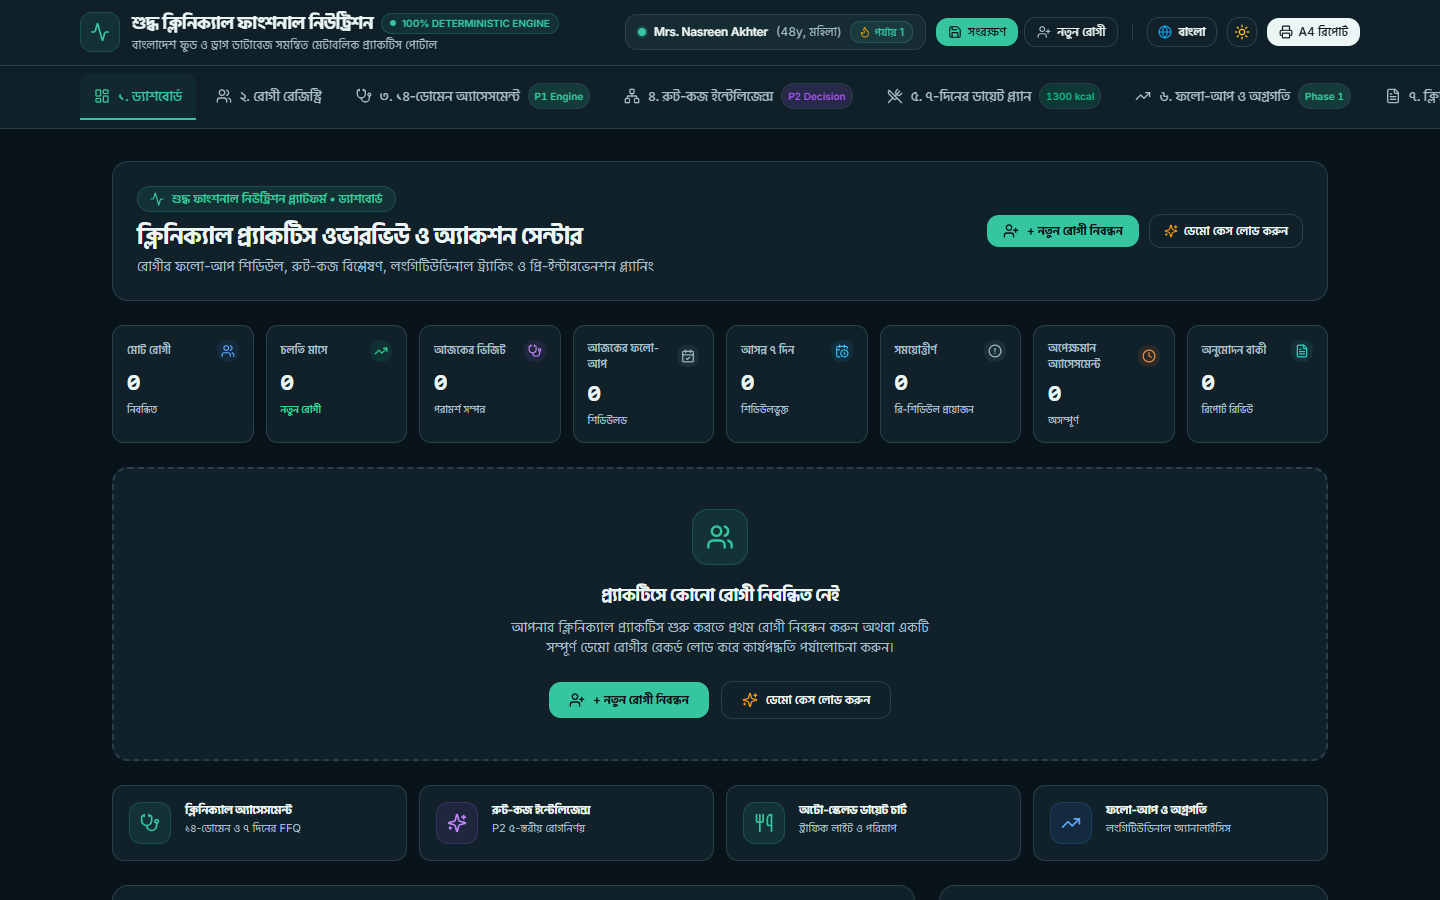 শুদ্ধ ক্লিনিক্যাল ফাংশনাল নিউট্রিশন
100% DETERMINISTIC ENGINE
বাংলাদেশ ফুড ও ড্রাগ ডাটাবেজ সমন্বিত মেটাবলিক প্র্যাকটিস পোর্টাল
Mrs. Nasreen Akhter (48y, মহিলা)
পর্যায় 1
সংরক্ষণ
নতুন রোগী
বাংলা
A4 রিপোর্ট
১. ড্যাশবোর্ড
২. রোগী রেজিস্ট্রি
৩. ১৪-ডোমেন অ্যাসেসমেন্ট
P1 Engine
৪. রুট-কজ ইন্টেলিজেন্স
P2 Decision
৫. ৭-দিনের ডায়েট প্ল্যান
1300 kcal
৬. ফলো-আপ ও অগ্রগতি
Phase 1
৭.
শুদ্ধ ফাংশনাল নিউট্রিশন প্ল্যাটফর্ম • ড্যাশবোর্ড
ক্লিনিক্যাল প্র্যাকটিস ওভারভিউ ও অ্যাকশন সেন্টার
রোগীর ফলো-আপ শিডিউল, রুট-কজ বিশ্লেষণ, লংগিটিউডিনাল ট্র্যাকিং ও প্রি-ইন্টারভেনশন প্ল্যানিং
+ নতুন রোগী নিবন্ধন
ডেমো কেস লোড করুন
মোট রোগী
0
নিবন্ধিত
চলতি মাসে
0
নতুন রোগী
আজকের ভিজিট
0
পরামর্শ সম্পন্ন
আজকের ফলো-
আপ
0
শিডিউলড
আসন্ন ৭ দিন
0
শিডিউলভুক্ত
সময়োত্তীর্ণ
0
রি-শিডিউল প্রয়োজন
অপেক্ষমান
অ্যাসেসমেন্ট
0
অসম্পূর্ণ
অনুমোদন বাকী
0
রিপোর্ট রিভিউ
প্র্যাকটিসে কোনো রোগী নিবন্ধিত নেই
আপনার ক্লিনিক্যাল প্র্যাকটিস শুরু করতে প্রথম রোগী নিবন্ধন করুন অথবা একটি
সম্পূর্ণ ডেমো রোগীর রেকর্ড লোড করে কার্যপদ্ধতি পর্যালোচনা করুন।
+ নতুন রোগী নিবন্ধন
ডেমো কেস লোড করুন
ক্লিনিক্যাল অ্যাসেসমেন্ট
১৪-ডোমেন ও ৭ দিনের FFQ
রুট-কজ ইন্টেলিজেন্স
P2 ৫-স্তরীয় রোগনির্ণয়
অটো-স্কেলড ডায়েট চার্ট
ট্রাফিক লাইট ও পরিমাপ
ফলো-আপ ও অগ্রগতি
লংগিটিউডিনাল অ্যানালাইসিস